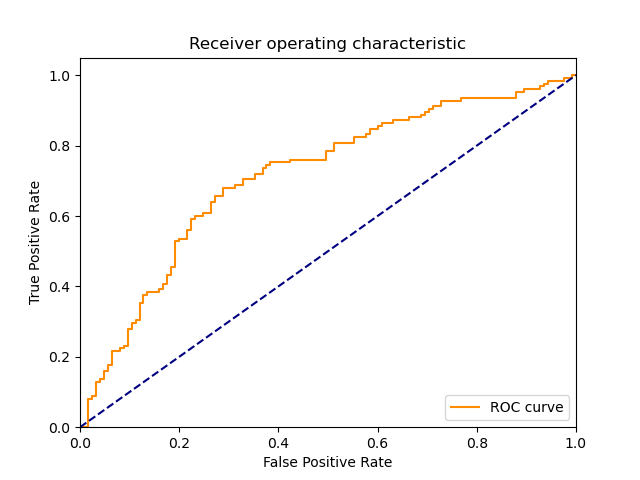 Receiver operating characteristic
True Positive Rate
1.0
0.8
0.6
0.4
0.2
0.0
ROC curve
0.0 0.2 0.4 0.6 0.8 1.0
False Positive Rate